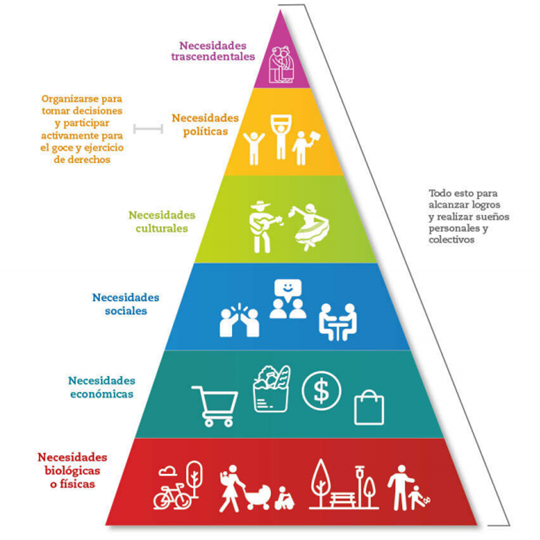 Necesidades
trascendentales
Organizarse para
tomar decisiones
y participar
activamente para
el goce y ejercicio
de derechos
Necesidades
políticas
Necesidades
culturales
Todo esto para
alcanzar logros
y realizar sueños
personales y
colectivos
Necesidades
sociales
Necesidades
económicas
$
Necesidades
biológicas
o físicas